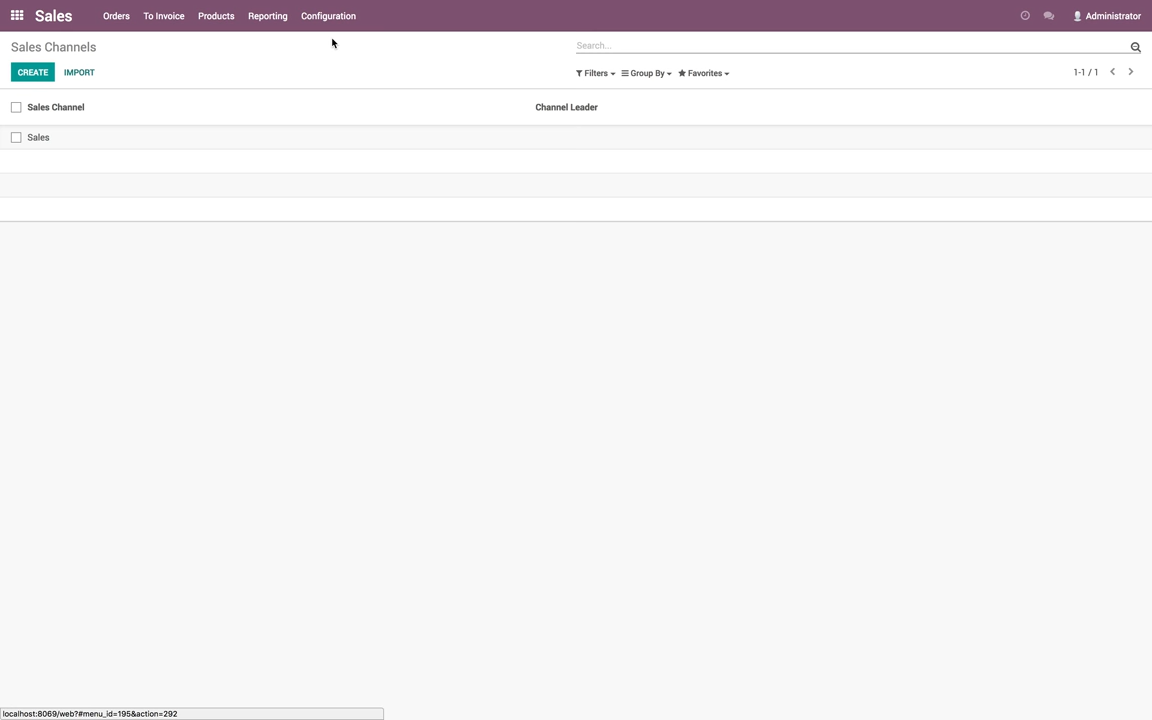 Sales Orders To Invoice Products Reporting Configuration Administrator
Sales Channels
Search...
CREATE IMPORT Filters Group By Favorites 1-1 / 1
Sales Channel Channel Leader
Sales
localhost:8069/web?#menu_id=195&action=292